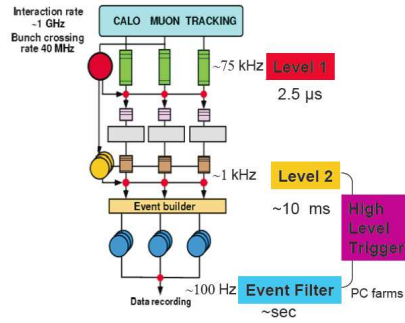 Interaction rate
~1 GHz
Bunch crossing
rate 40 MHz
CALO MUON TRACKING
~75 kHz
Level 1
2.5 µs
~1 kHz
Level 2
~10 ms
Event builder
High
Level
Trigger
~100 Hz
Event Filter
PC farms
~sec
Data recording